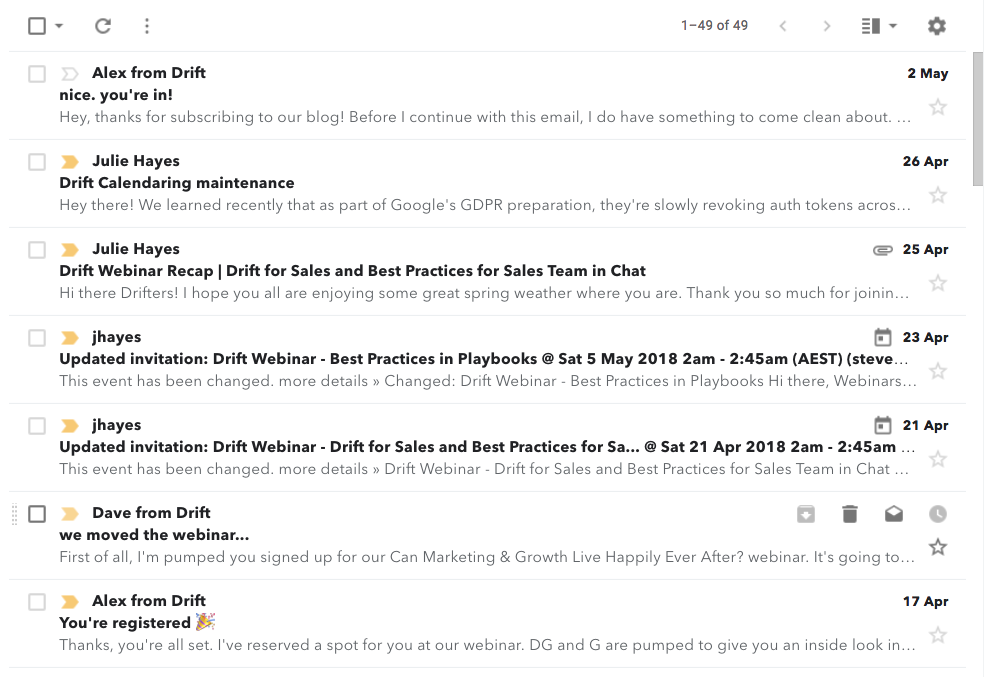 1–49 of 49
Alex from Drift 2 May
nice. you're in!
Hey, thanks for subscribing to our blog! Before I continue with this email, I do have something to come clean about. …
Julie Hayes 26 Apr
Drift Calendaring maintenance
Hey there! We learned recently that as part of Google's GDPR preparation, they're slowly revoking auth tokens acros…
Julie Hayes 25 Apr
Drift Webinar Recap | Drift for Sales and Best Practices for Sales Team in Chat
Hi there Drifters! I hope you all are enjoying some great spring weather where you are. Thank you so much for joinin…
jhayes 23 Apr
Updated invitation: Drift Webinar - Best Practices in Playbooks @ Sat 5 May 2018 2am - 2:45am (AEST) (steve…
This event has been changed. more details » Changed: Drift Webinar - Best Practices in Playbooks Hi there, Webinars…
jhayes 21 Apr
Updated invitation: Drift Webinar - Drift for Sales and Best Practices for Sa... @ Sat 21 Apr 2018 2am - 2:45am …
This event has been changed. more details » Drift Webinar - Drift for Sales and Best Practices for Sales Team in Chat …
Dave from Drift
we moved the webinar...
First of all, I'm pumped you signed up for our Can Marketing & Growth Live Happily Ever After? webinar. It's going to…
Alex from Drift 17 Apr
You're registered 🎉
Thanks, you're all set. I've reserved a spot for you at our webinar. DG and G are pumped to give you an inside look in…